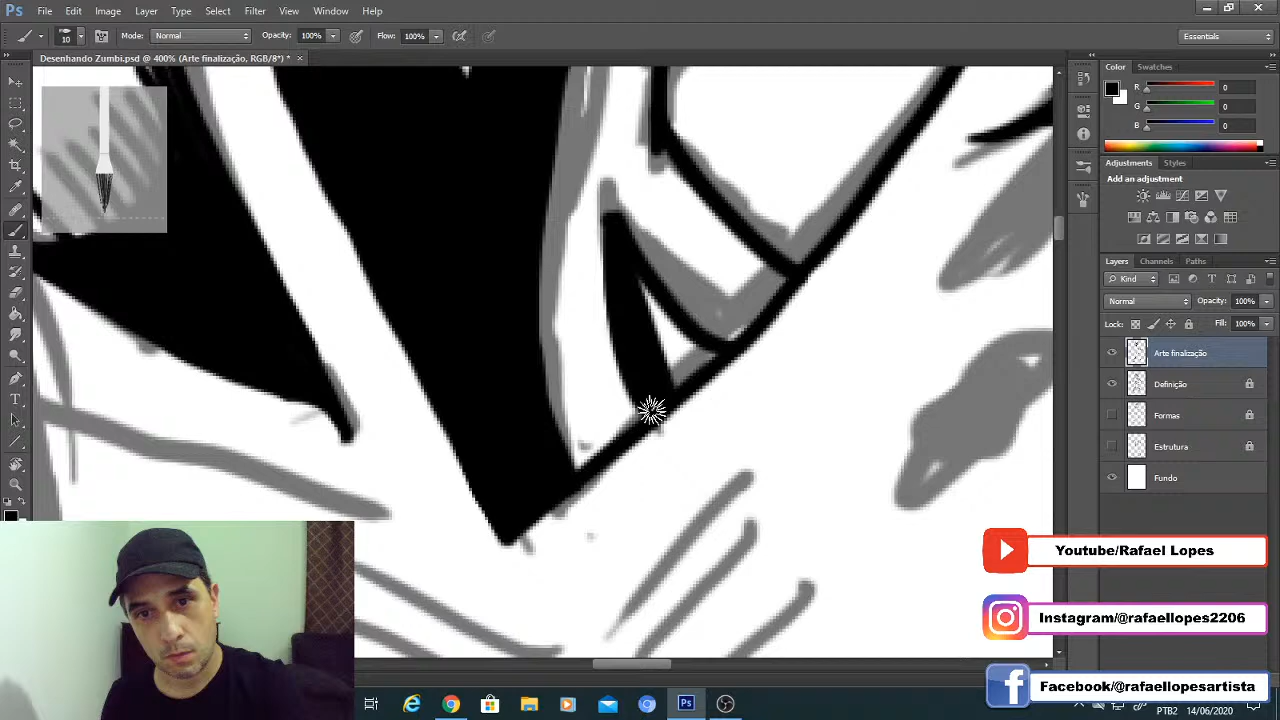 Ps File Edit Image Layer Type Select Filter View Window Help
10 Mode: Normal Opacity: 100% Flow: 100% Essentials
Desenhando Zumbi.psd @ 400% (Arte finalização, RGB/8*) * ×
Color Swatches
R 0
G 0
B 0
Adjustments Styles
Add an adjustment
Layers Channels Paths
Kind
Normal Opacity: 100%
Lock: Fill: 100%
Arte finalização
Definição
Formas
Estrutura
Fundo
Youtube/Rafael Lopes
Instagram/@rafaellopes2206
Facebook/@rafaellopesartista
Ps
PTB2 14/06/2020